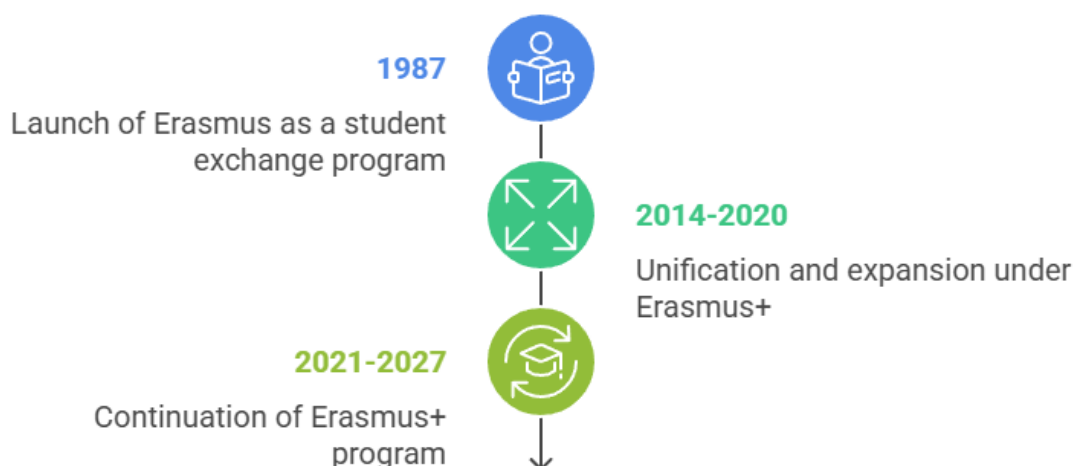 1987
Launch of Erasmus as a student
exchange program
2014-2020
Unification and expansion under
Erasmus+
2021-2027
Continuation of Erasmus+
program